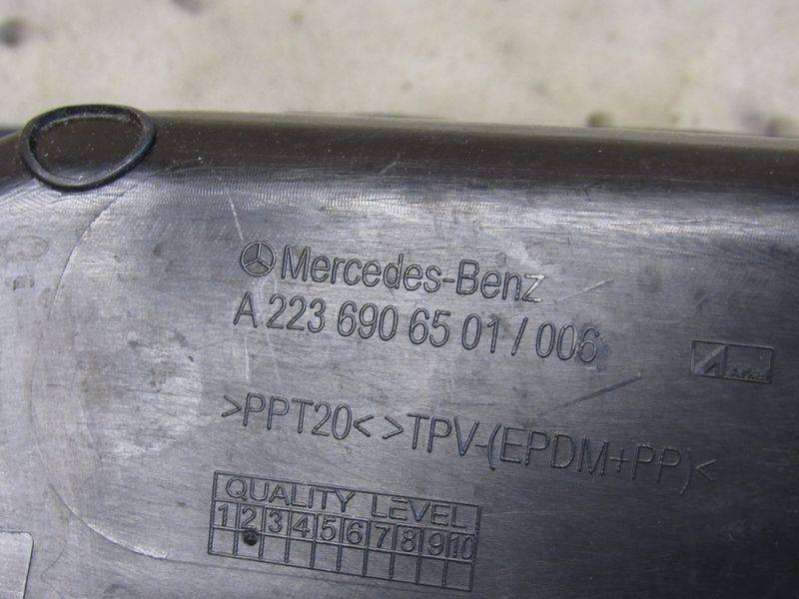 Mercedes-Benz
A 223 690 65 01 / 006
>PPT20< >TPV-(EPDM+PP)<
QUALITY LEVEL
1 2 3 4 5 6 7 8 9 10